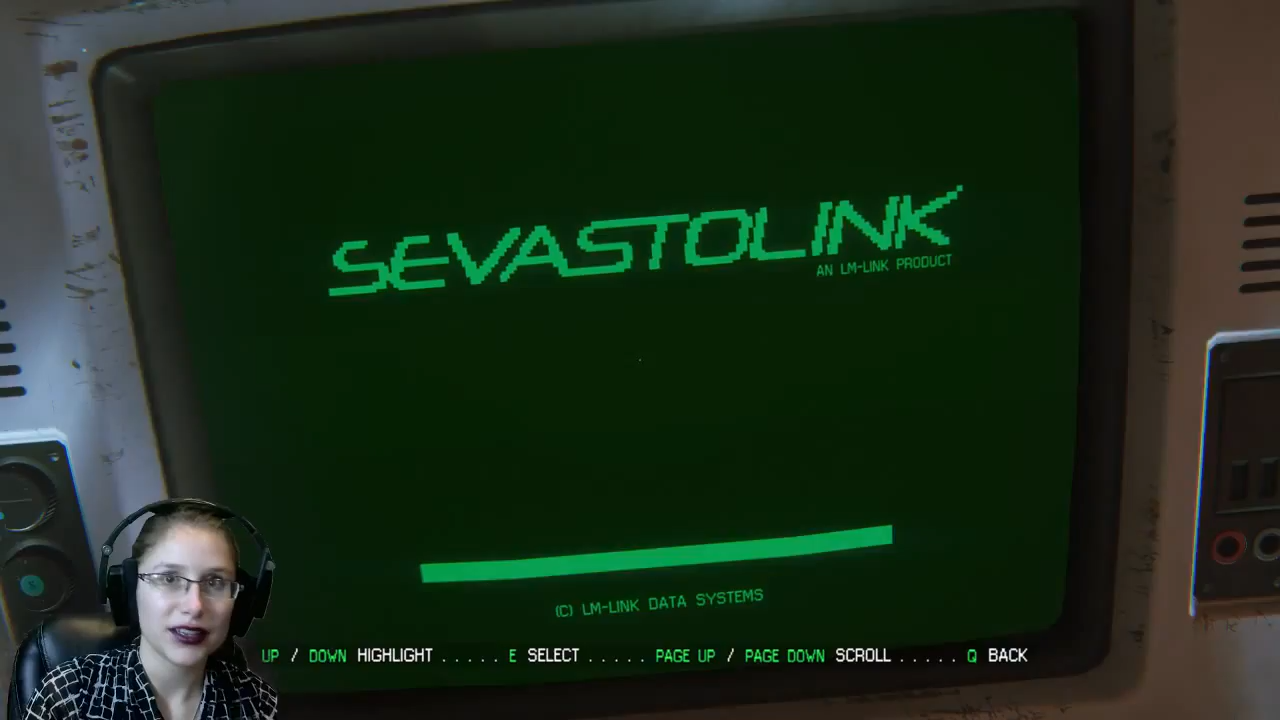 SEVASTOLINK
AN LM-LINK PRODUCT
(C) LM-LINK DATA SYSTEMS
UP / DOWN HIGHLIGHT ..... E SELECT ..... PAGE UP / PAGE DOWN SCROLL ..... Q BACK